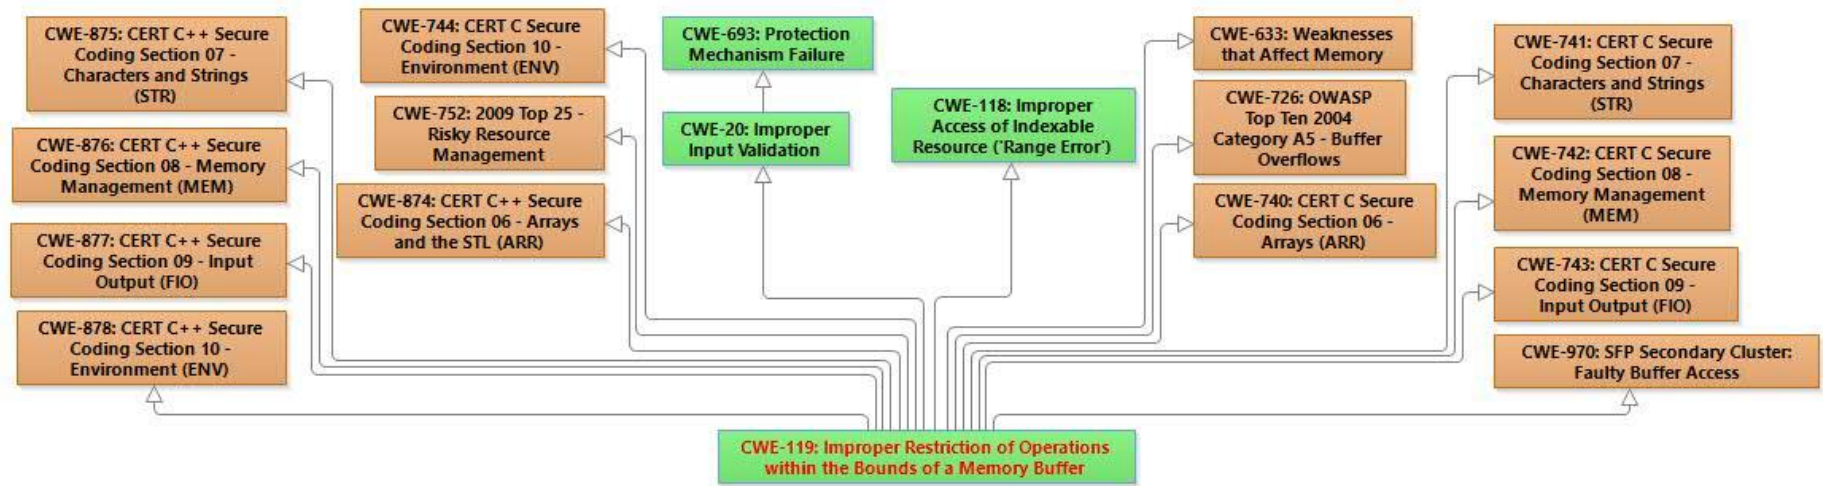 CWE-875: CERT C++ Secure
Coding Section 07 -
Characters and Strings
(STR)
CWE-876: CERT C++ Secure
Coding Section 08 - Memory
Management (MEM)
CWE-877: CERT C++ Secure
Coding Section 09 - Input
Output (FIO)
CWE-878: CERT C++ Secure
Coding Section 10 -
Environment (ENV)
CWE-744: CERT C Secure
Coding Section 10 -
Environment (ENV)
CWE-752: 2009 Top 25 -
Risky Resource
Management
CWE-874: CERT C++ Secure
Coding Section 06 - Arrays
and the STL (ARR)
CWE-693: Protection
Mechanism Failure
CWE-20: Improper
Input Validation
CWE-118: Improper
Access of Indexable
Resource ('Range Error')
CWE-633: Weaknesses
that Affect Memory
CWE-726: OWASP
Top Ten 2004
Category A5 - Buffer
Overflows
CWE-740: CERT C Secure
Coding Section 06 -
Arrays (ARR)
CWE-741: CERT C Secure
Coding Section 07 -
Characters and Strings
(STR)
CWE-742: CERT C Secure
Coding Section 08 -
Memory Management
(MEM)
CWE-743: CERT C Secure
Coding Section 09 -
Input Output (FIO)
CWE-970: SFP Secondary Cluster:
Faulty Buffer Access
CWE-119: Improper Restriction of Operations
within the Bounds of a Memory Buffer